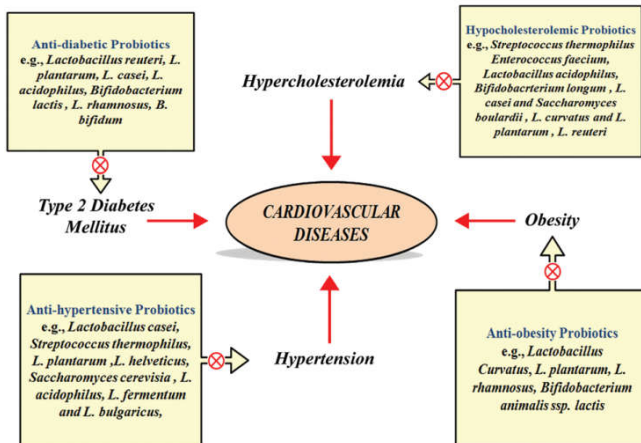 Anti-diabetic Probiotics
e.g., Lactobacillus reuteri, L.
plantarum, L. casei, L.
acidophilus, Bifidobacterium
lactis , L. rhamnosus, B.
bifidum
Hypocholesterolemic Probiotics
e.g., Streptococcus thermophilus
Enterococcus faecium,
Lactobacillus acidophilus,
Bifidobacrterium longum , L.
casei and Saccharomyces
boulardii , L. curvatus and L.
plantarum , L. reuteri
Hypercholesterolemia
Type 2 Diabetes
Mellitus
CARDIOVASCULAR
DISEASES
Obesity
Anti-hypertensive Probiotics
e.g., Lactobacillus casei,
Streptococcus thermophilus,
L. plantarum ,L. helveticus,
Saccharomyces cerevisia , L.
acidophilus, L. fermentum
and L. bulgaricus,
Hypertension
Anti-obesity Probiotics
e.g., Lactobacillus
Curvatus, L. plantarum, L.
rhamnosus, Bifidobacterium
animalis ssp. lactis